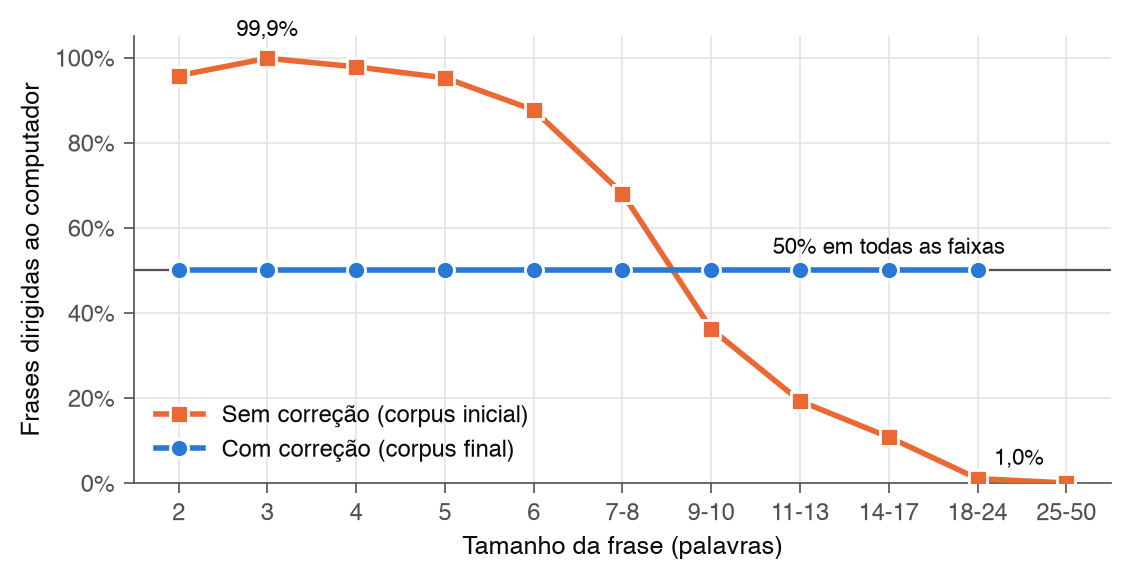 99,9%
100%
80%
60%
40%
20%
0%
Frases dirigidas ao computador
50% em todas as faixas
Sem correção (corpus inicial)
Com correção (corpus final)
1,0%
2 3 4 5 6 7-8 9-10 11-13 14-17 18-24 25-50
Tamanho da frase (palavras)